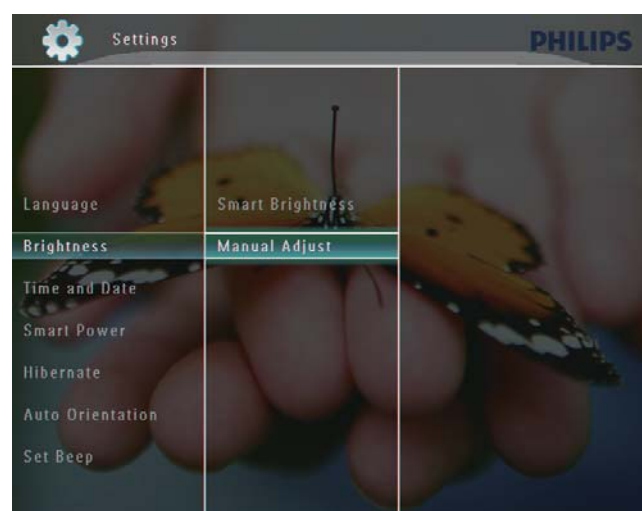 Settings
PHILIPS
Language
Brightness
Time and Date
Smart Power
Hibernate
Auto Orientation
Set Beep
Smart Brightness
Manual Adjust